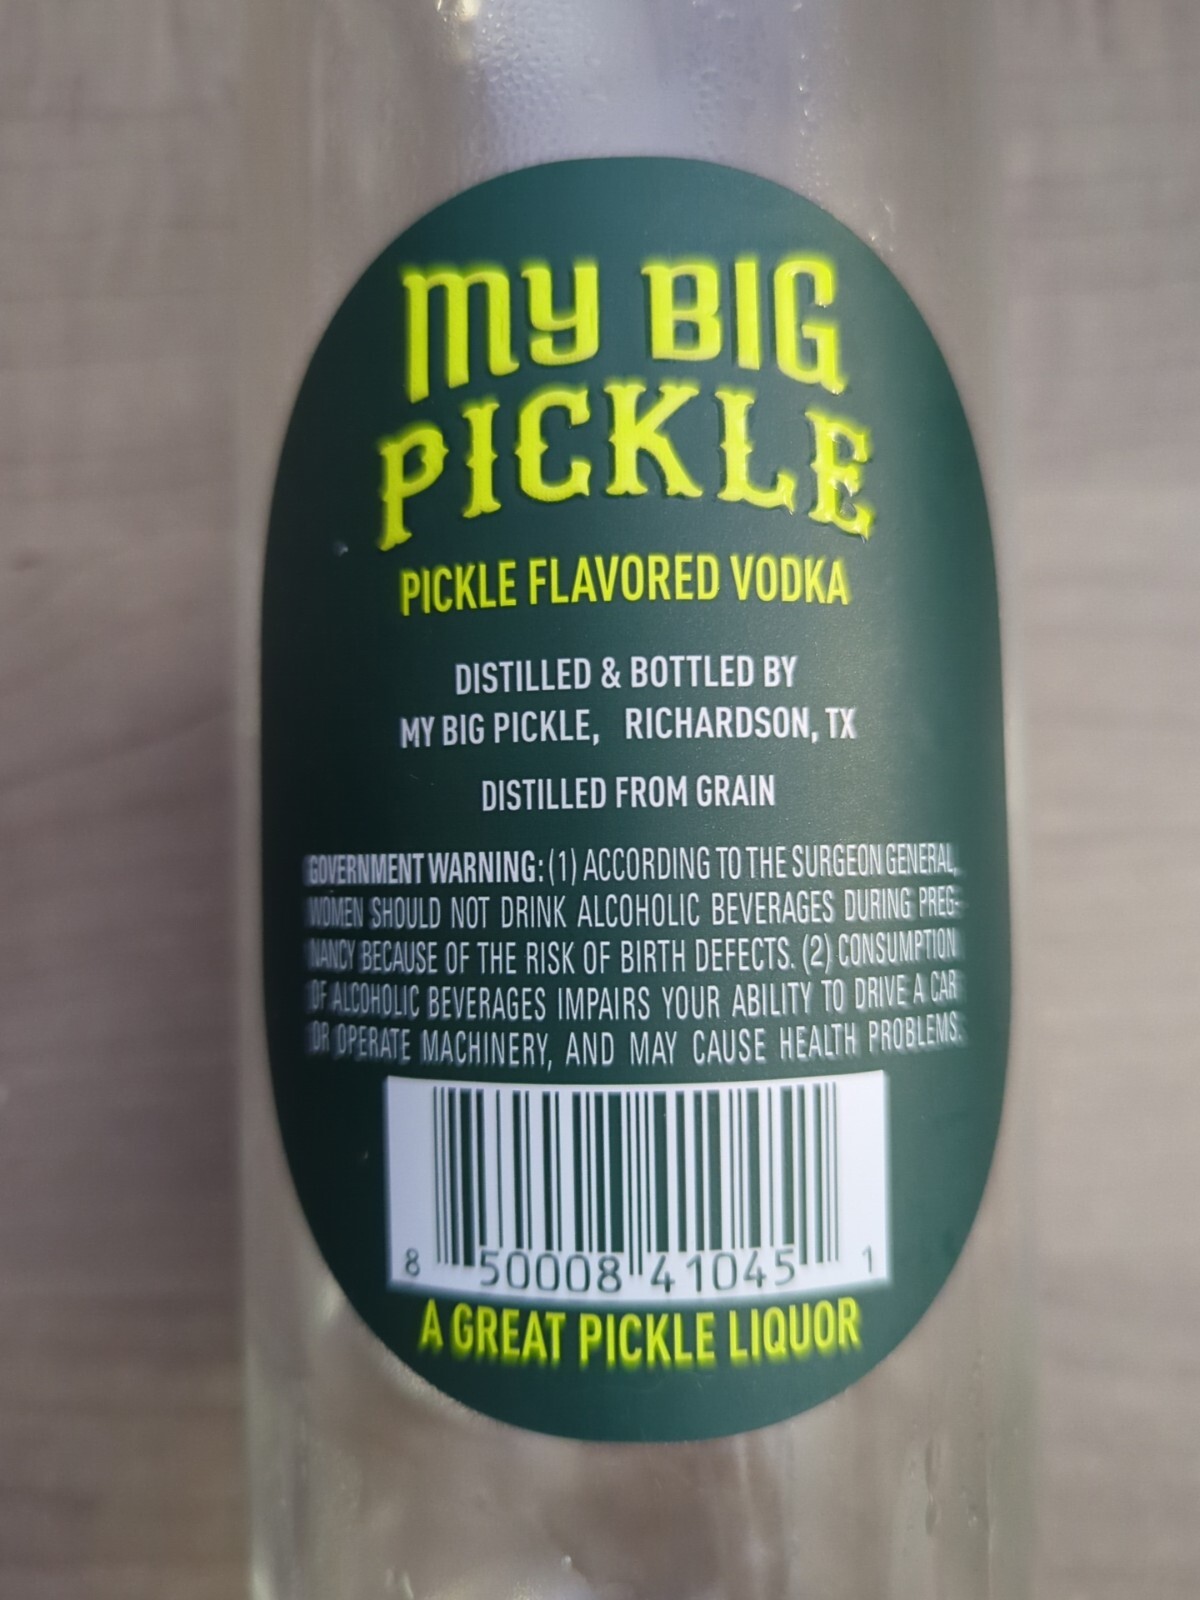 MY BIG
PICKLE
PICKLE FLAVORED VODKA
DISTILLED & BOTTLED BY
MY BIG PICKLE, RICHARDSON, TX
DISTILLED FROM GRAIN
GOVERNMENT WARNING: (1) ACCORDING TO THE SURGEON GENERAL,
WOMEN SHOULD NOT DRINK ALCOHOLIC BEVERAGES DURING PREG-
NANCY BECAUSE OF THE RISK OF BIRTH DEFECTS. (2) CONSUMPTION
OF ALCOHOLIC BEVERAGES IMPAIRS YOUR ABILITY TO DRIVE A CAR
OR OPERATE MACHINERY, AND MAY CAUSE HEALTH PROBLEMS.
8 50008 41045 1
A GREAT PICKLE LIQUOR